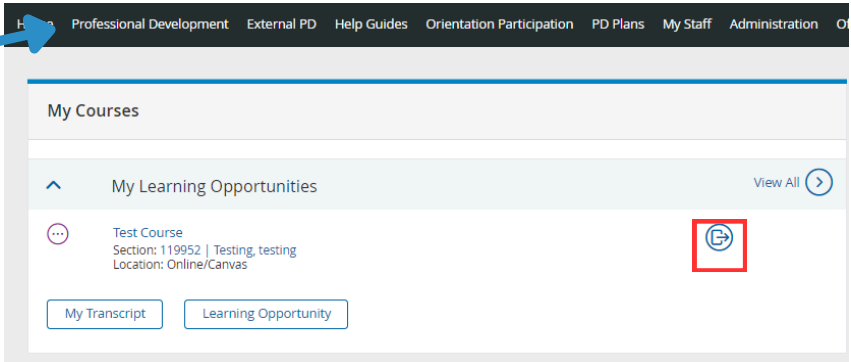 Professional Development External PD Help Guides Orientation Participation PD Plans My Staff Administration
My Courses
My Learning Opportunities View All
Test Course
Section: 119952 | Testing, testing
Location: Online/Canvas
My Transcript Learning Opportunity